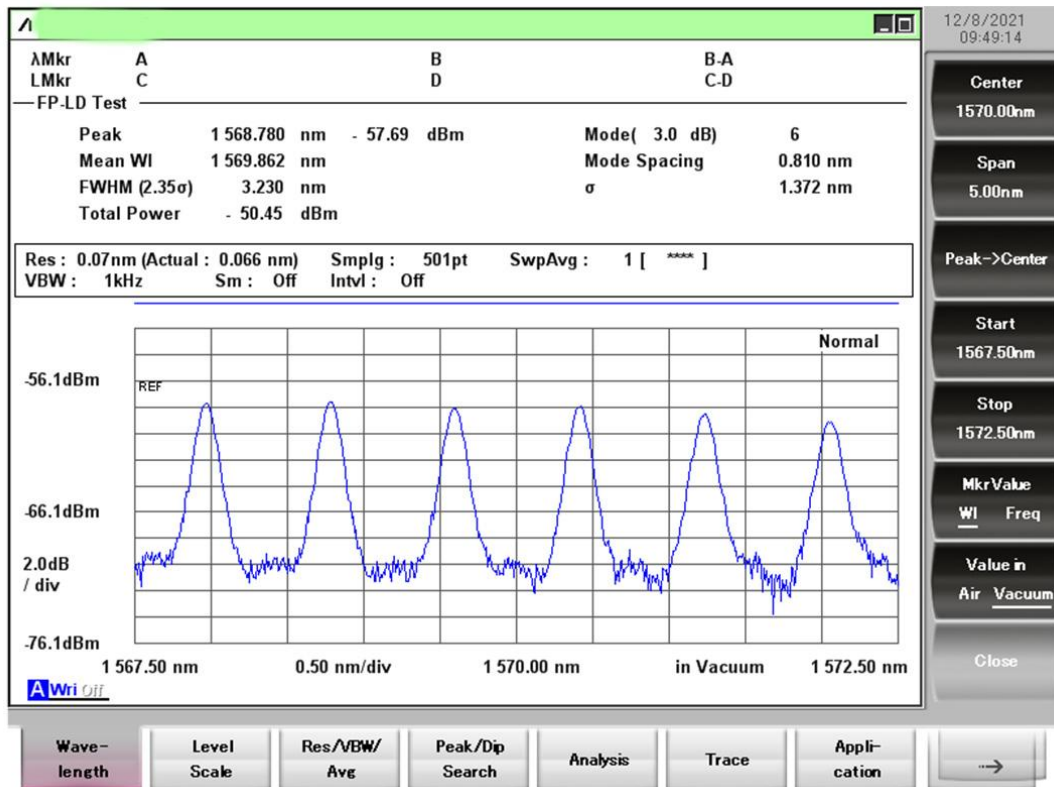 12/8/2021
09:49:14
λMkr A B B-A
LMkr C D C-D
FP-LD Test
Peak 1 568.780 nm - 57.69 dBm Mode( 3.0 dB) 6
Mean Wl 1 569.862 nm Mode Spacing 0.810 nm
FWHM (2.35σ) 3.230 nm σ 1.372 nm
Total Power - 50.45 dBm
Res : 0.07nm (Actual : 0.066 nm) Smplg : 501pt SwpAvg : 1 [ **** ]
VBW : 1kHz Sm : Off Intvl : Off
Normal
-56.1dBm
REF
-66.1dBm
2.0dB
/ div
-76.1dBm
1 567.50 nm 0.50 nm/div 1 570.00 nm in Vacuum 1 572.50 nm
A Wri Off
Center
1570.00nm
Span
5.00nm
Peak->Center
Start
1567.50nm
Stop
1572.50nm
Mkr Value
Wl Freq
Value in
Air Vacuum
Close
Wave-
length
Level
Scale
Res/VBW/
Avg
Peak/Dip
Search
Analysis
Trace
Appli-
cation